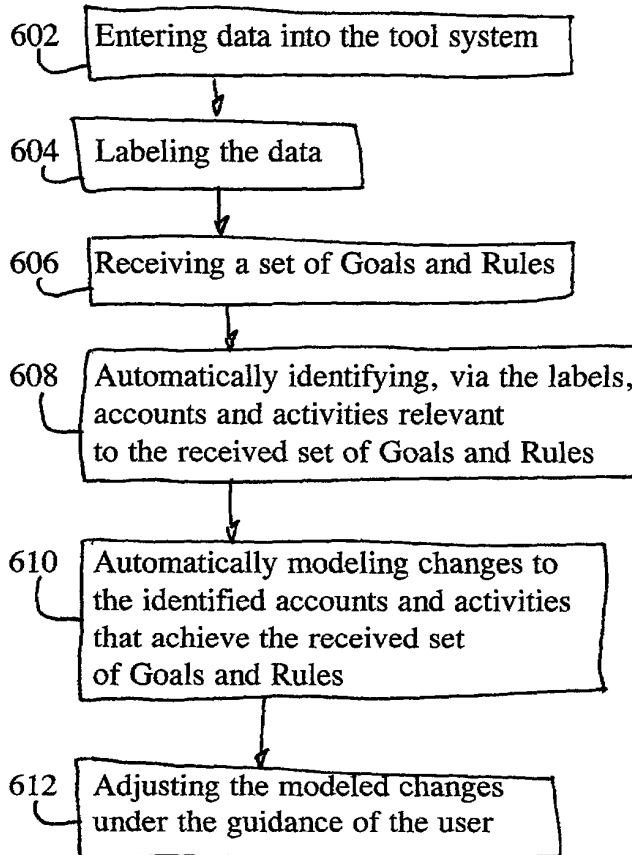 602 Entering data into the tool system
604 Labeling the data
606 Receiving a set of Goals and Rules
608 Automatically identifying, via the labels,
accounts and activities relevant
to the received set of Goals and Rules
610 Automatically modeling changes to
the identified accounts and activities
that achieve the received set
of Goals and Rules
612 Adjusting the modeled changes
under the guidance of the user